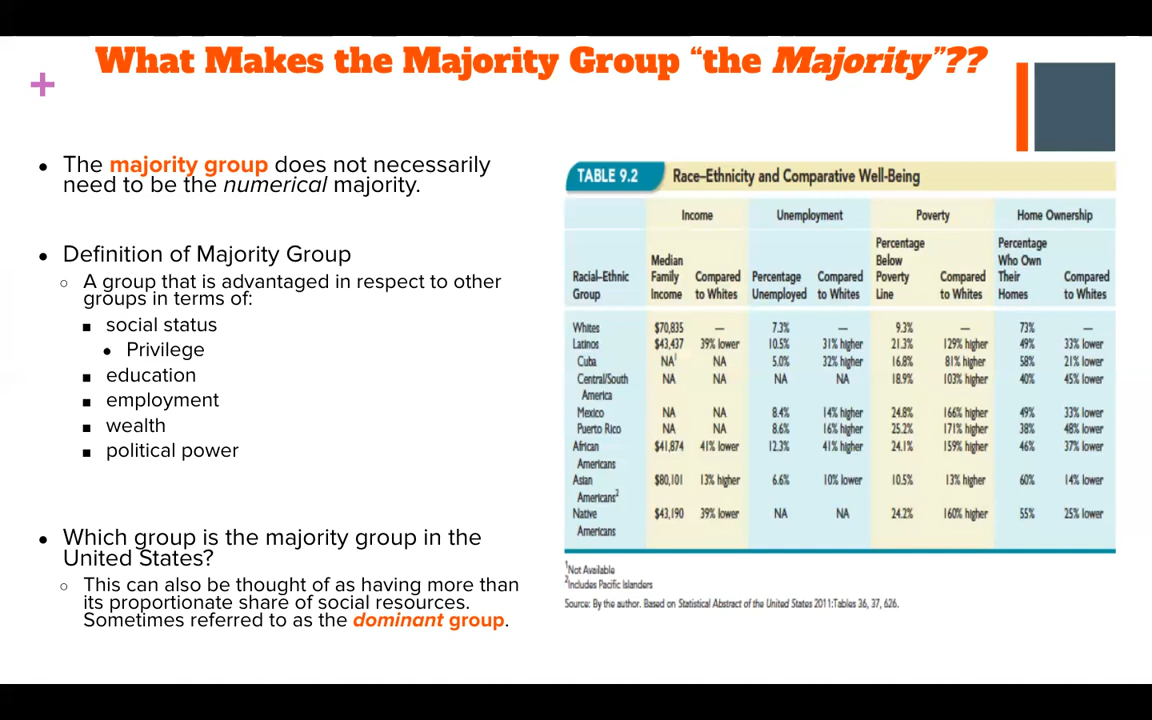 What Makes the Majority Group “the Majority”??
+
● The majority group does not necessarily
need to be the numerical majority.
● Definition of Majority Group
○ A group that is advantaged in respect to other
groups in terms of:
■ social status
● Privilege
■ education
■ employment
■ wealth
■ political power
● Which group is the majority group in the
United States?
○ This can also be thought of as having more than
its proportionate share of social resources.
Sometimes referred to as the dominant group.
TABLE 9.2 Race–Ethnicity and Comparative Well-Being
Income Unemployment Poverty Home Ownership
Racial–Ethnic Group Median Family Income Compared to Whites Percentage Unemployed Compared to Whites Percentage Below Poverty Line Compared to Whites Percentage Who Own Their Homes Compared to Whites
Whites $70,835 — 7.3% — 9.3% — 73% —
Latinos $43,437 39% lower 10.5% 31% higher 21.3% 129% higher 49% 33% lower
Cuba NA¹ NA 5.0% 32% higher 16.8% 81% higher 58% 21% lower
Central/South America NA NA NA NA 18.9% 103% higher 40% 45% lower
Mexico NA NA 8.4% 14% higher 24.8% 166% higher 49% 33% lower
Puerto Rico NA NA 8.6% 16% higher 25.2% 171% higher 38% 48% lower
African Americans $41,874 41% lower 12.3% 41% higher 24.1% 159% higher 46% 37% lower
Asian Americans² $80,101 13% higher 6.6% 10% lower 10.5% 13% higher 60% 14% lower
Native Americans $43,190 39% lower NA NA 24.2% 160% higher 55% 25% lower
¹Not Available
²Includes Pacific Islanders
Source: By the author. Based on Statistical Abstract of the United States 2011:Tables 36, 37, 626.